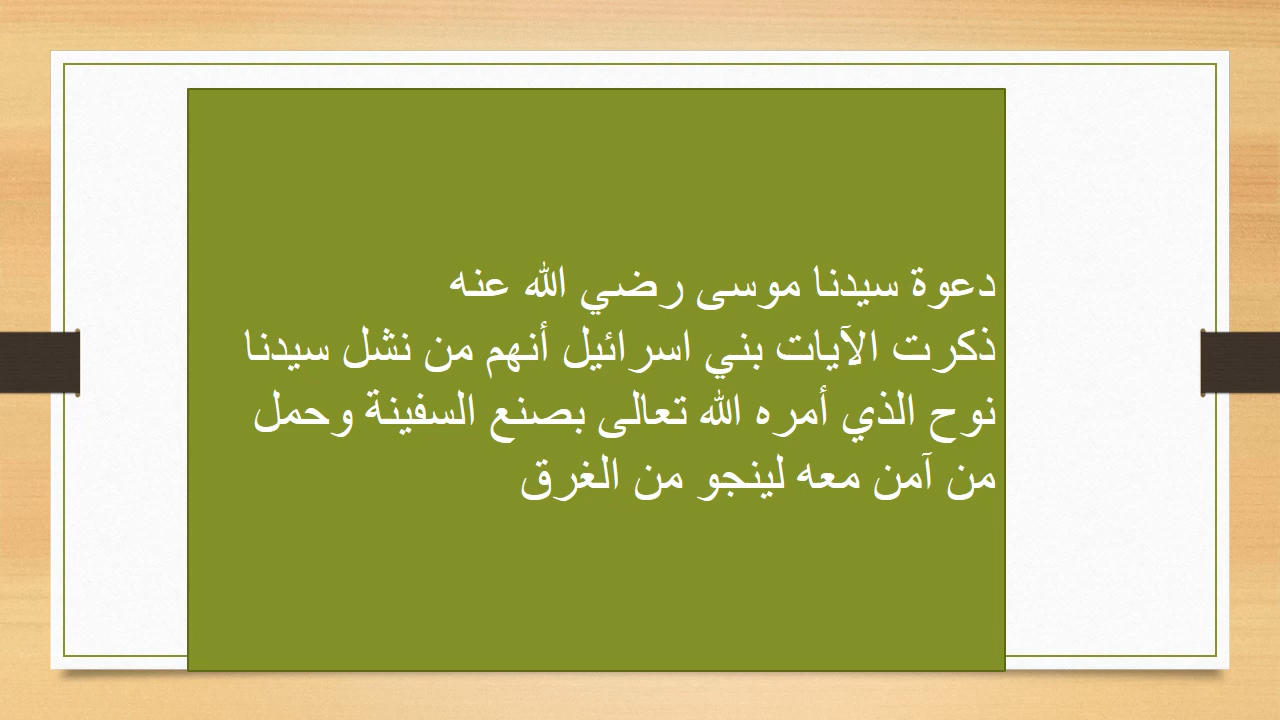 دعوة سيدنا موسى رضي الله عنه
ذكرت الآيات بني اسرائيل أنهم من نشل سيدنا
نوح الذي أمره الله تعالى بصنع السفينة وحمل
من آمن معه لينجو من الغرق